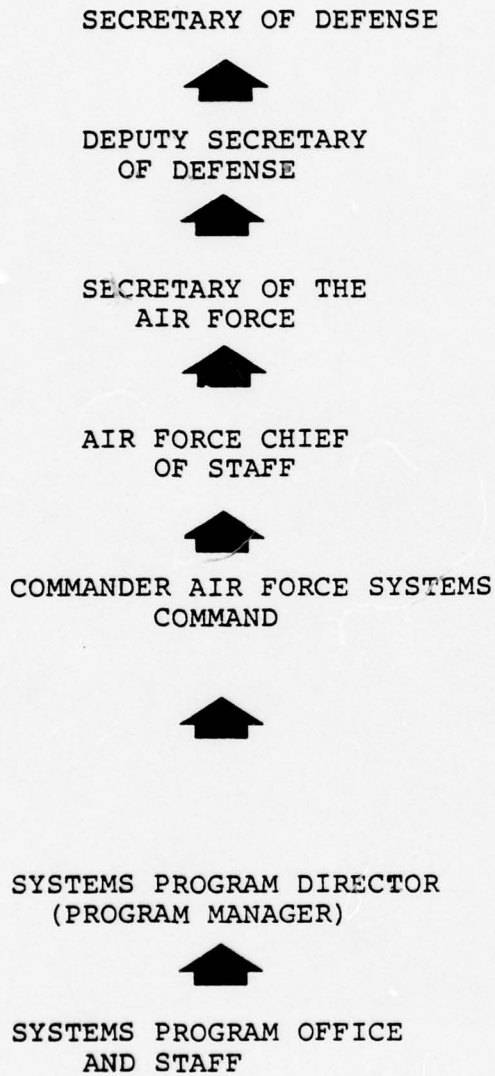 SECRETARY OF DEFENSE
DEPUTY SECRETARY
OF DEFENSE
SECRETARY OF THE
AIR FORCE
AIR FORCE CHIEF
OF STAFF
COMMANDER AIR FORCE SYSTEMS
COMMAND
SYSTEMS PROGRAM DIRECTOR
(PROGRAM MANAGER)
SYSTEMS PROGRAM OFFICE
AND STAFF